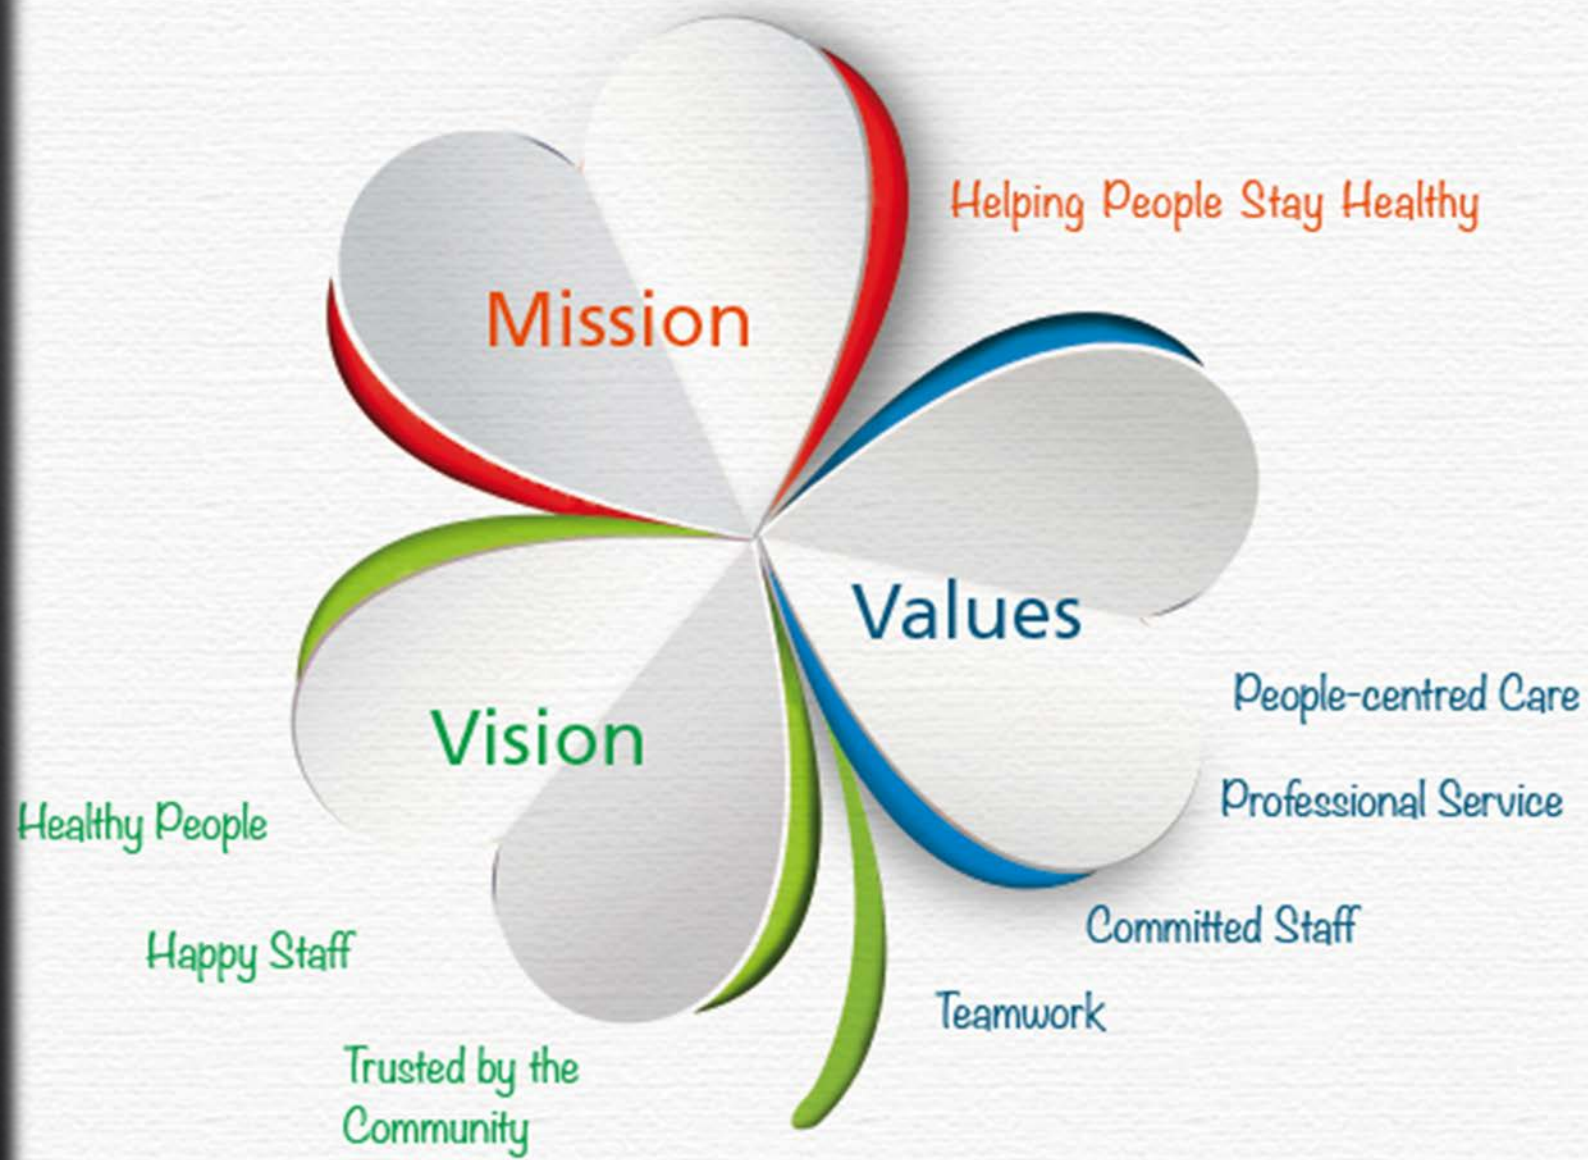 Mission
Helping People Stay Healthy
Values
People-centred Care
Professional Service
Committed Staff
Teamwork
Vision
Healthy People
Happy Staff
Trusted by the
Community